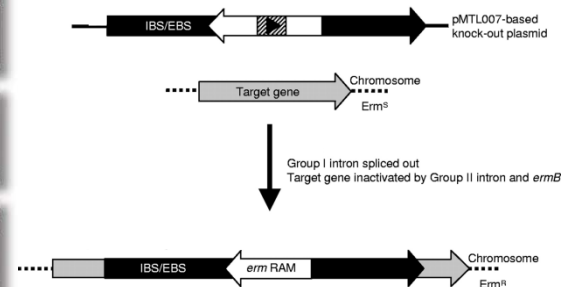 IBS/EBS
pMTL007-based
knock-out plasmid
Target gene
Chromosome
ErmS
Group I intron spliced out
Target gene inactivated by Group II intron and ermB
IBS/EBS
erm RAM
Chromosome
ErmR